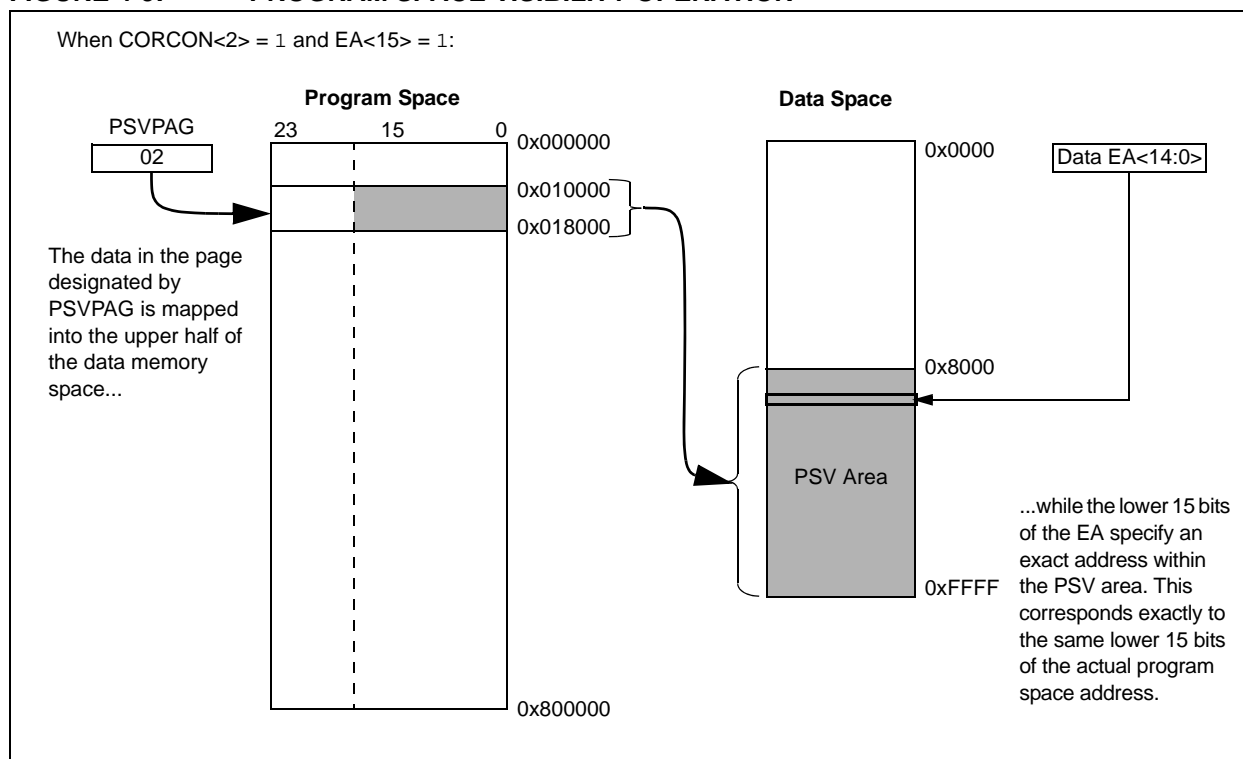 When CORCON<2> = 1 and EA<15> = 1:
Program Space
Data Space
PSVPAG
02
23 15 0
0x000000
0x010000
0x018000
0x800000
The data in the page
designated by
PSVPAG is mapped
into the upper half of
the data memory
space...
0x0000
Data EA<14:0>
0x8000
PSV Area
0xFFFF
...while the lower 15 bits
of the EA specify an
exact address within
the PSV area. This
corresponds exactly to
the same lower 15 bits
of the actual program
space address.